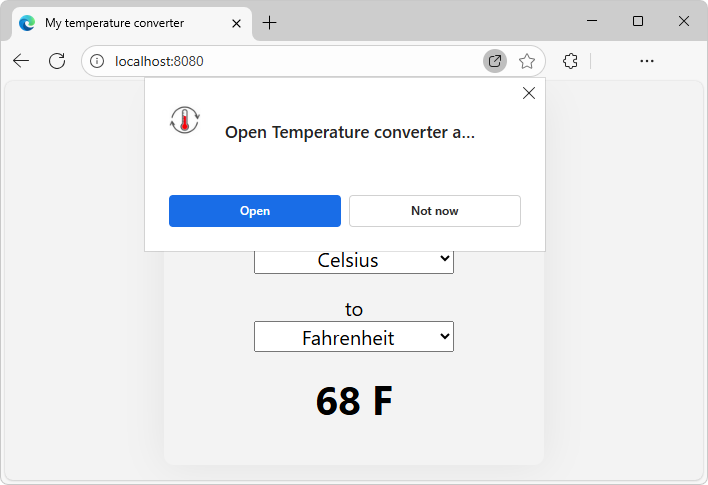 My temperature converter
localhost:8080
Open Temperature converter a...
Open
Not now
Celsius
to
Fahrenheit
68 F